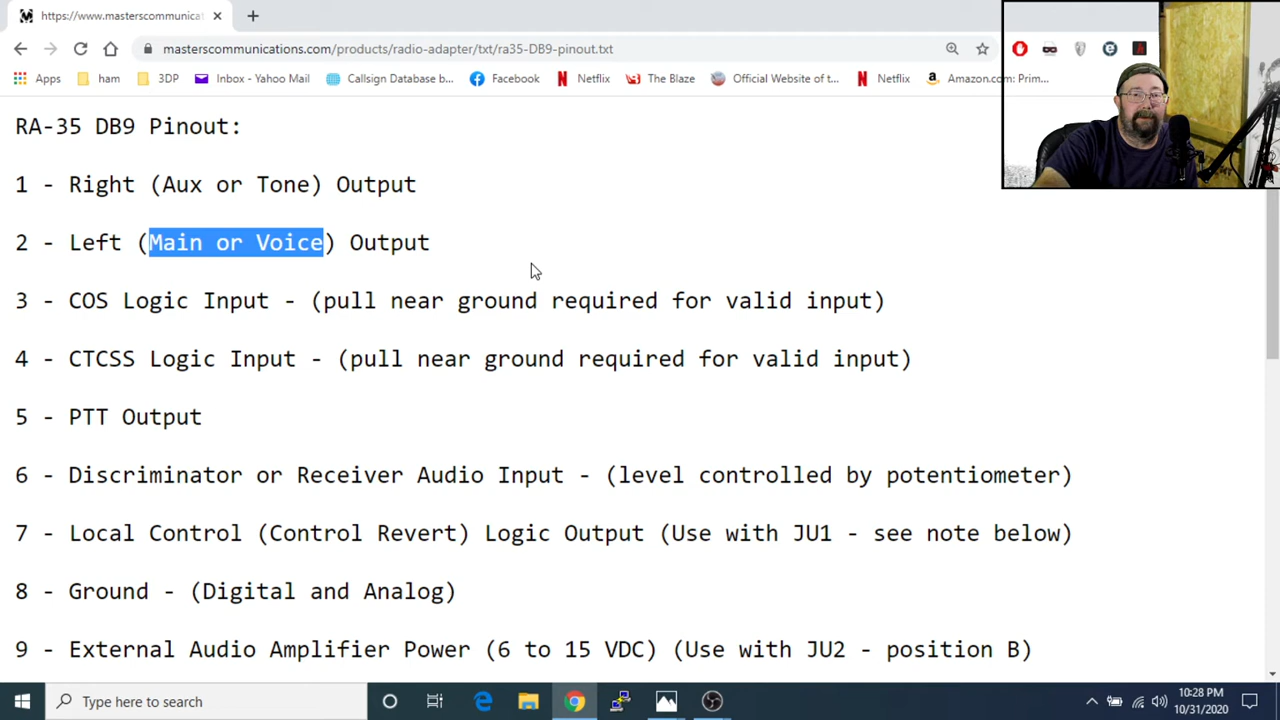 https://www.masterscommunicat
masterscommunications.com/products/radio-adapter/txt/ra35-DB9-pinout.txt
Apps ham 3DP Inbox - Yahoo Mail Callsign Database b... Facebook Netflix The Blaze Official Website of t... Netflix Amazon.com: Prim...
RA-35 DB9 Pinout:
1 - Right (Aux or Tone) Output
2 - Left (Main or Voice) Output
3 - COS Logic Input - (pull near ground required for valid input)
4 - CTCSS Logic Input - (pull near ground required for valid input)
5 - PTT Output
6 - Discriminator or Receiver Audio Input - (level controlled by potentiometer)
7 - Local Control (Control Revert) Logic Output (Use with JU1 - see note below)
8 - Ground - (Digital and Analog)
9 - External Audio Amplifier Power (6 to 15 VDC) (Use with JU2 - position B)
Type here to search
10:28 PM
10/31/2020